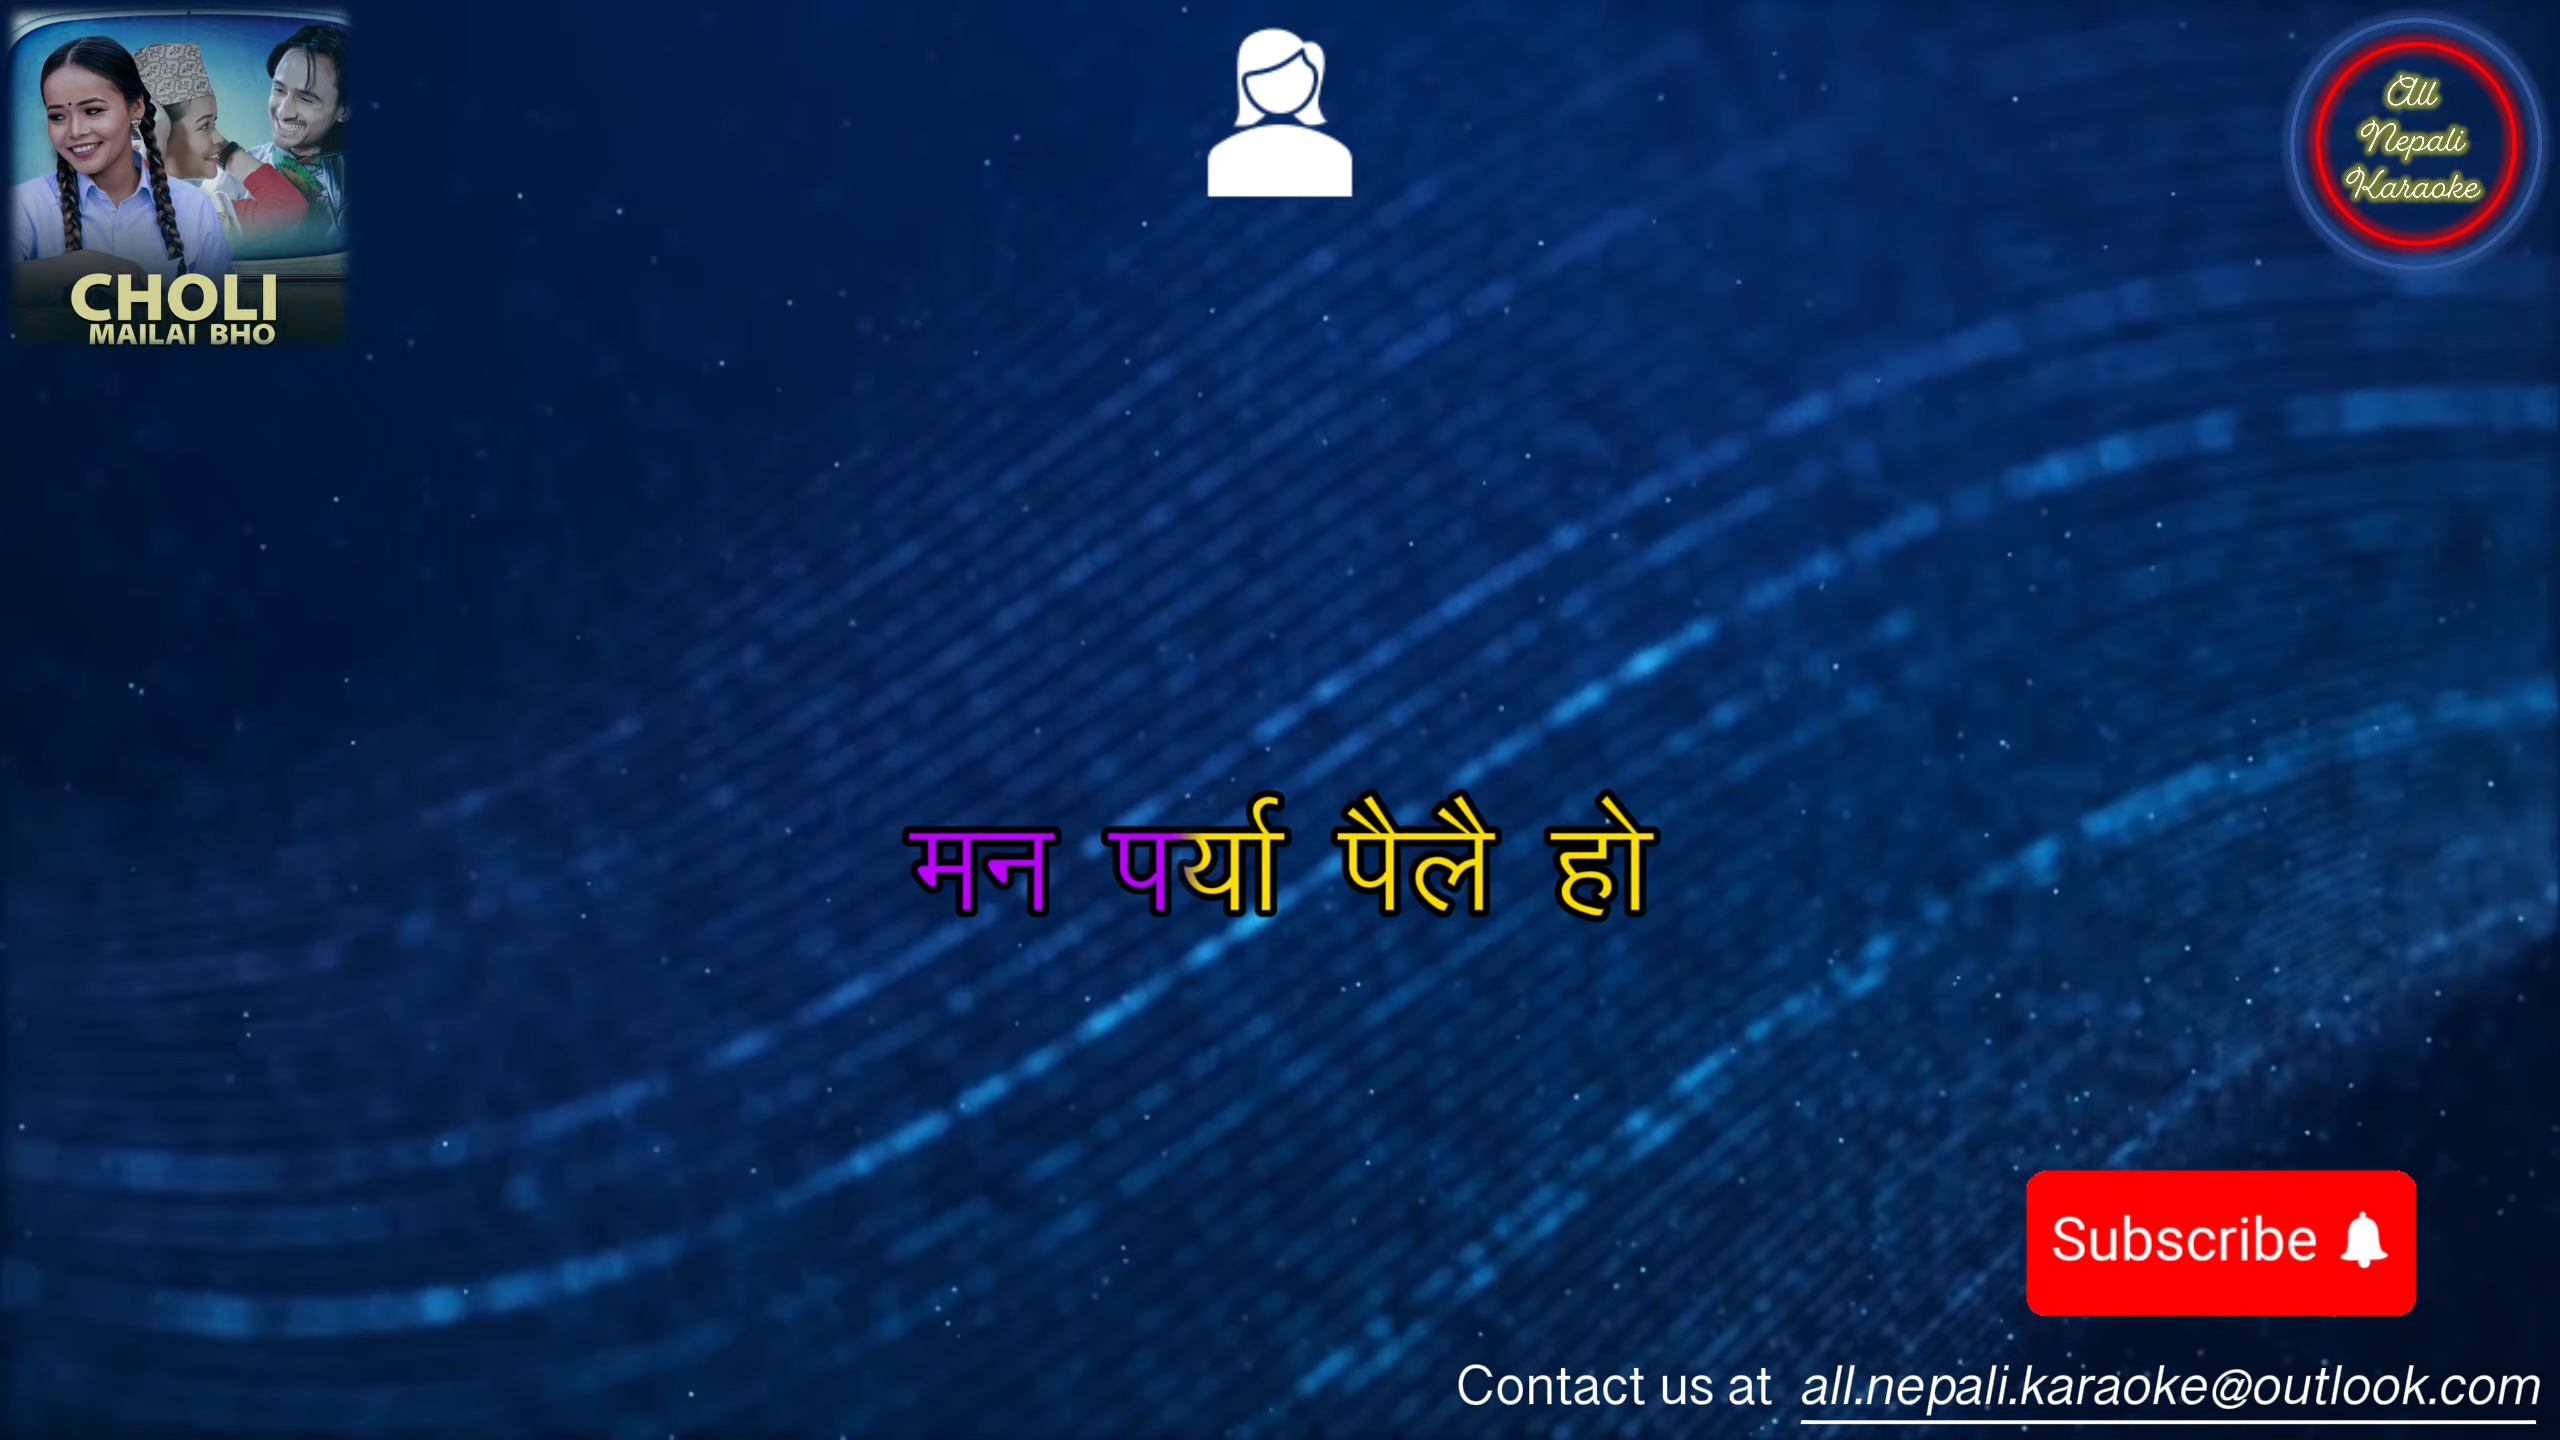 CHOLI
MAILAI BHO
All
Nepali
Karaoke
मन पर्या पैलै हो
Subscribe
Contact us at all.nepali.karaoke@outlook.com